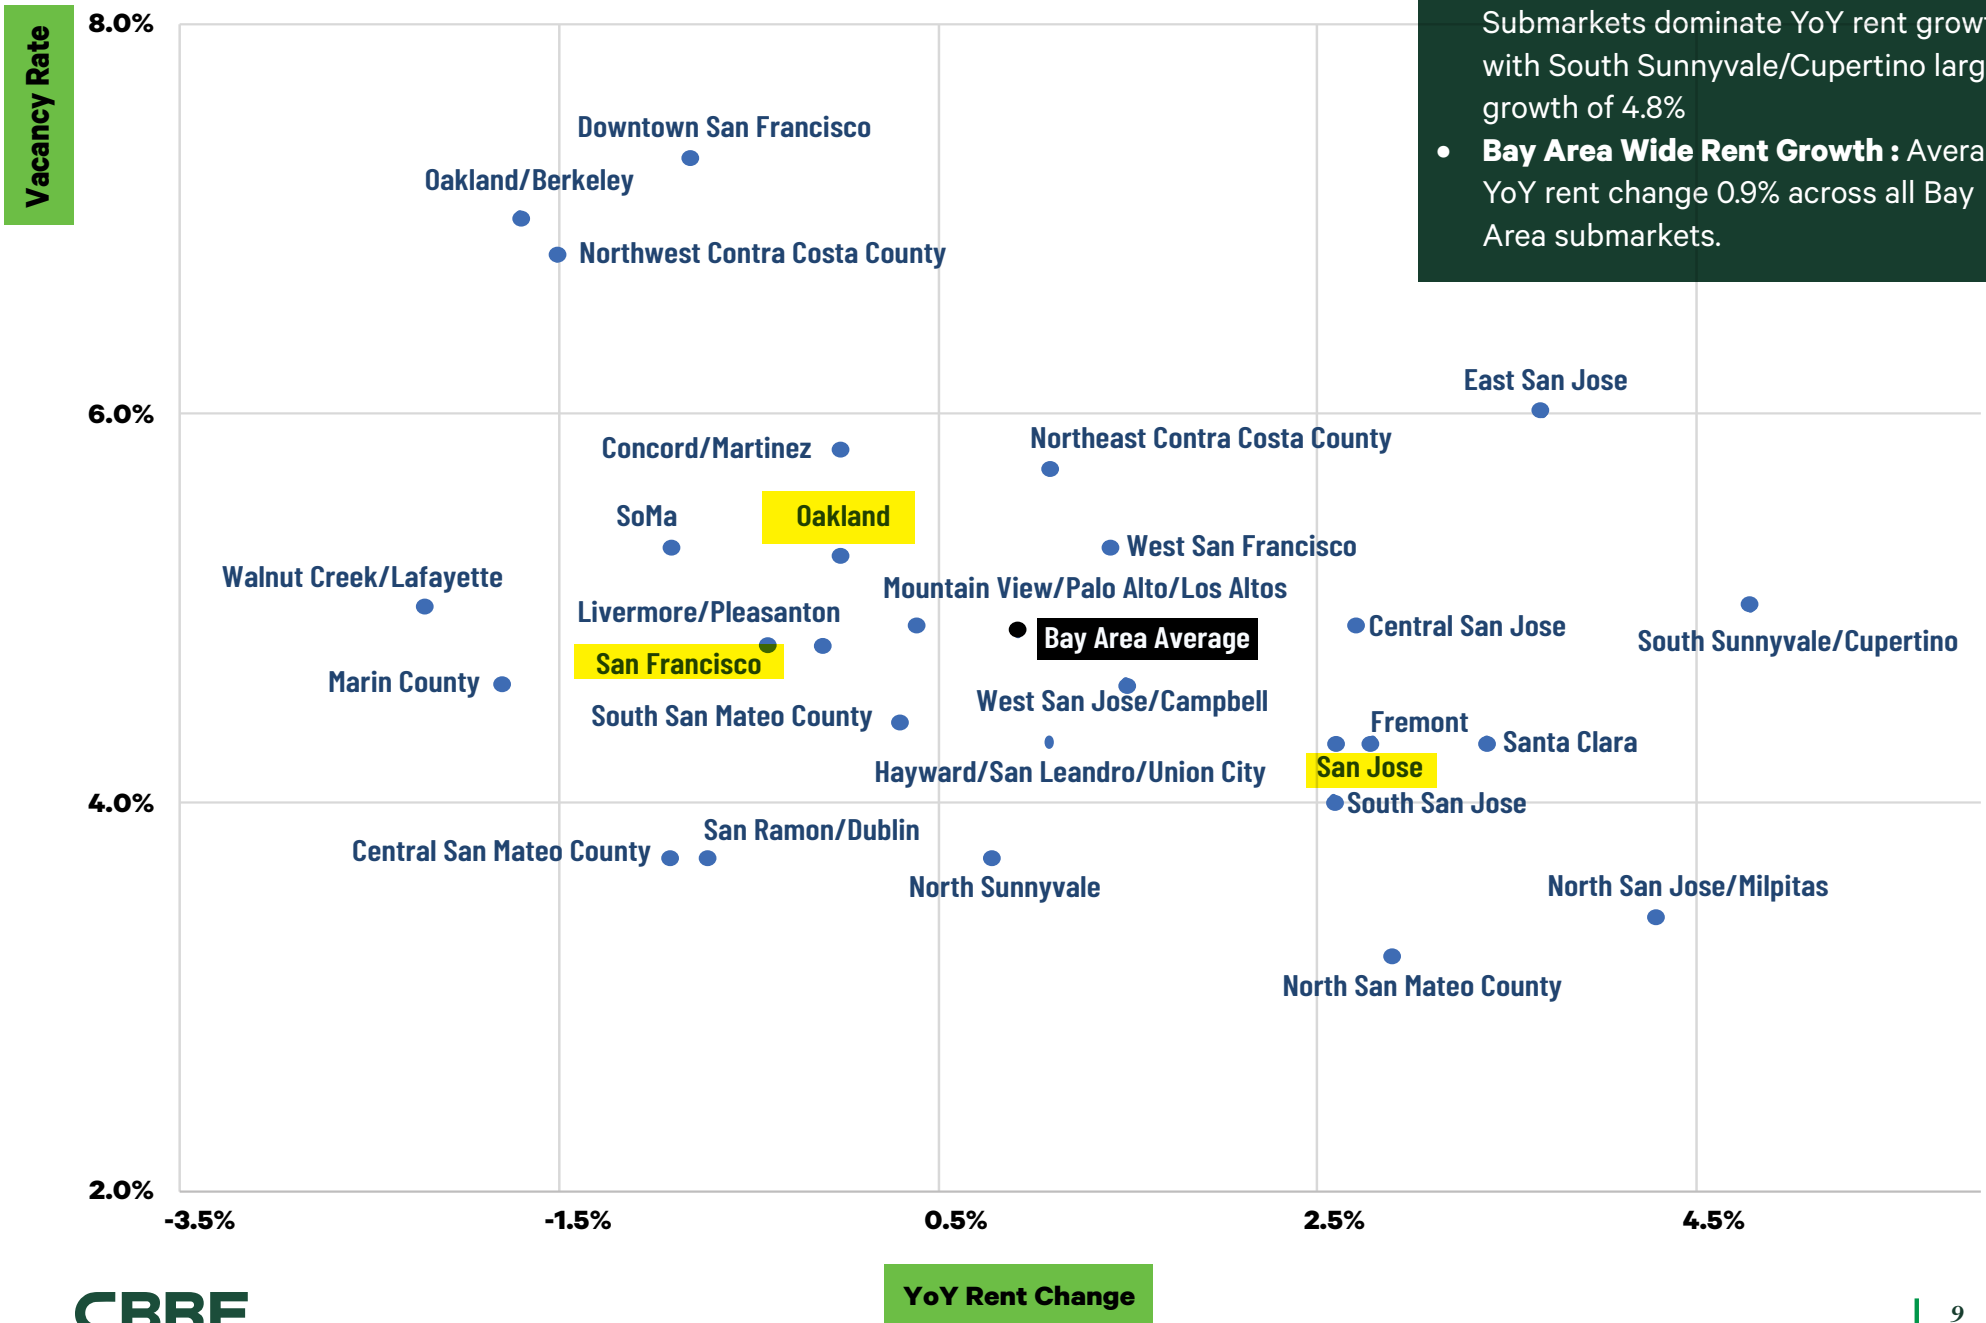 8.0%
Vacancy Rate
Submarkets dominate YoY rent
with South Sunnyvale/Cupertino
growth of 4.8%
• Bay Area Wide Rent Growth :
YoY rent change 0.9% across all Bay
Area submarkets.
Downtown San Francisco
Oakland/Berkeley
Northwest Contra Costa County
East San Jose
6.0%
Northeast Contra Costa County
Concord/Martinez
SoMa
Oakland
West San Francisco
Walnut Creek/Lafayette
Mountain View/Palo Alto/Los Altos
Livermore/Pleasanton
Central San Jose
Bay Area Average
South Sunnyvale/Cupertino
San Francisco
Marin County
West San Jose/Campbell
South San Mateo County
Fremont
Santa Clara
San Jose
Hayward/San Leandro/Union City
4.0%
South San Jose
San Ramon/Dublin
Central San Mateo County
North Sunnyvale
North San Jose/Milpitas
North San Mateo County
2.0%
-3.5%
-1.5%
0.5%
2.5%
4.5%
YoY Rent Change
CBRE
9